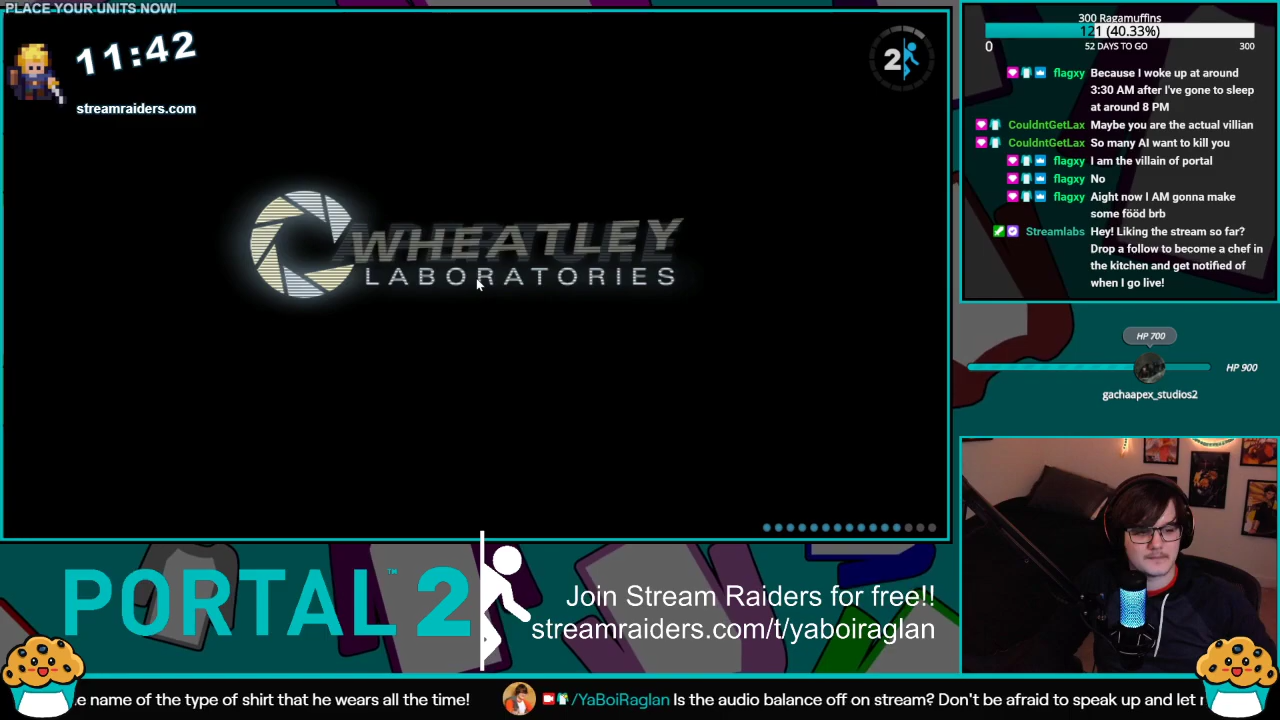 PLACE YOUR UNITS NOW!
11:42
streamraiders.com
2
WHEATLEY
LABORATORIES
300 Ragamuffins
121 (40.33%)
0 52 DAYS TO GO 300
flagxy Because I woke up at around
3:30 AM after I've gone to sleep
at around 8 PM
CouldntGetLax Maybe you are the actual villian
CouldntGetLax So many AI want to kill you
flagxy I am the villain of portal
flagxy No
flagxy Aight now I AM gonna make
some fööd brb
Streamlabs Hey! Liking the stream so far?
Drop a follow to become a chef in
the kitchen and get notified of
when I go live!
HP 700
HP 900
gachaapex_studios2
PORTAL™ 2
Join Stream Raiders for free!!
streamraiders.com/t/yaboiraglan
e name of the type of shirt that he wears all the time! /YaBoiRaglan Is the audio balance off on stream? Don't be afraid to speak up and let